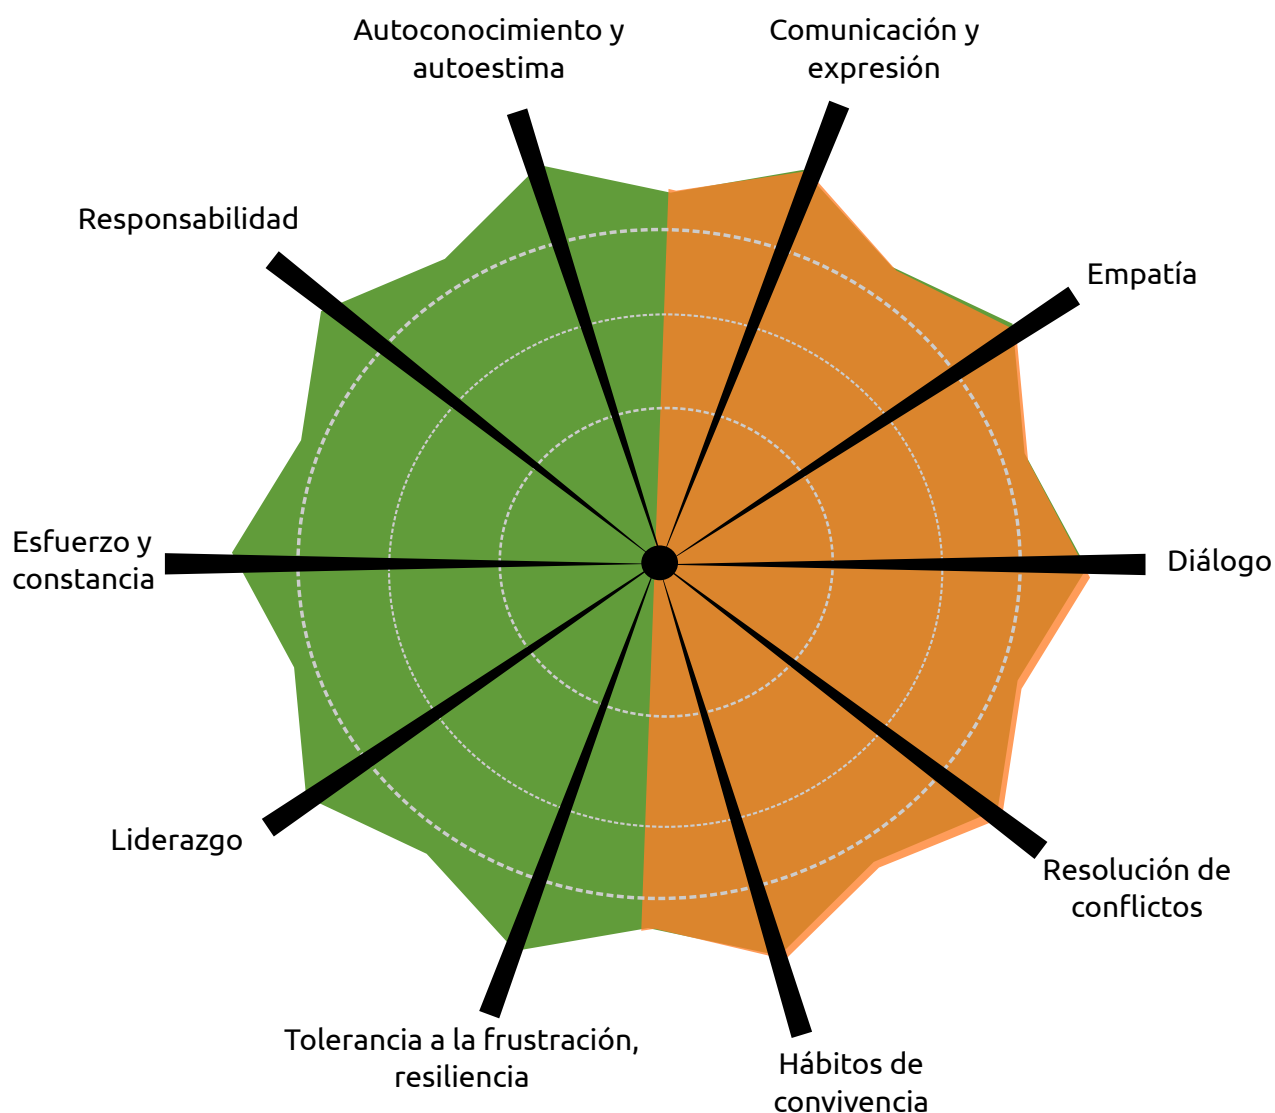 Autoconocimiento y
autoestima
Comunicación y
expresión
Responsabilidad
Empatía
Esfuerzo y
constancia
Diálogo
Liderazgo
Resolución de
conflictos
Tolerancia a la frustración,
resiliencia
Hábitos de
convivencia